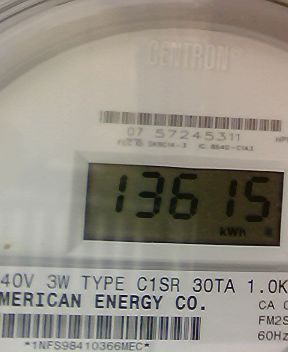 CENTRON®
07 57245311
13615
kWh
40V 3W TYPE C1SR 30TA 1.0K
MERICAN ENERGY CO.
CA 0
FM2S
60Hz
*1NFS98410366MEC*